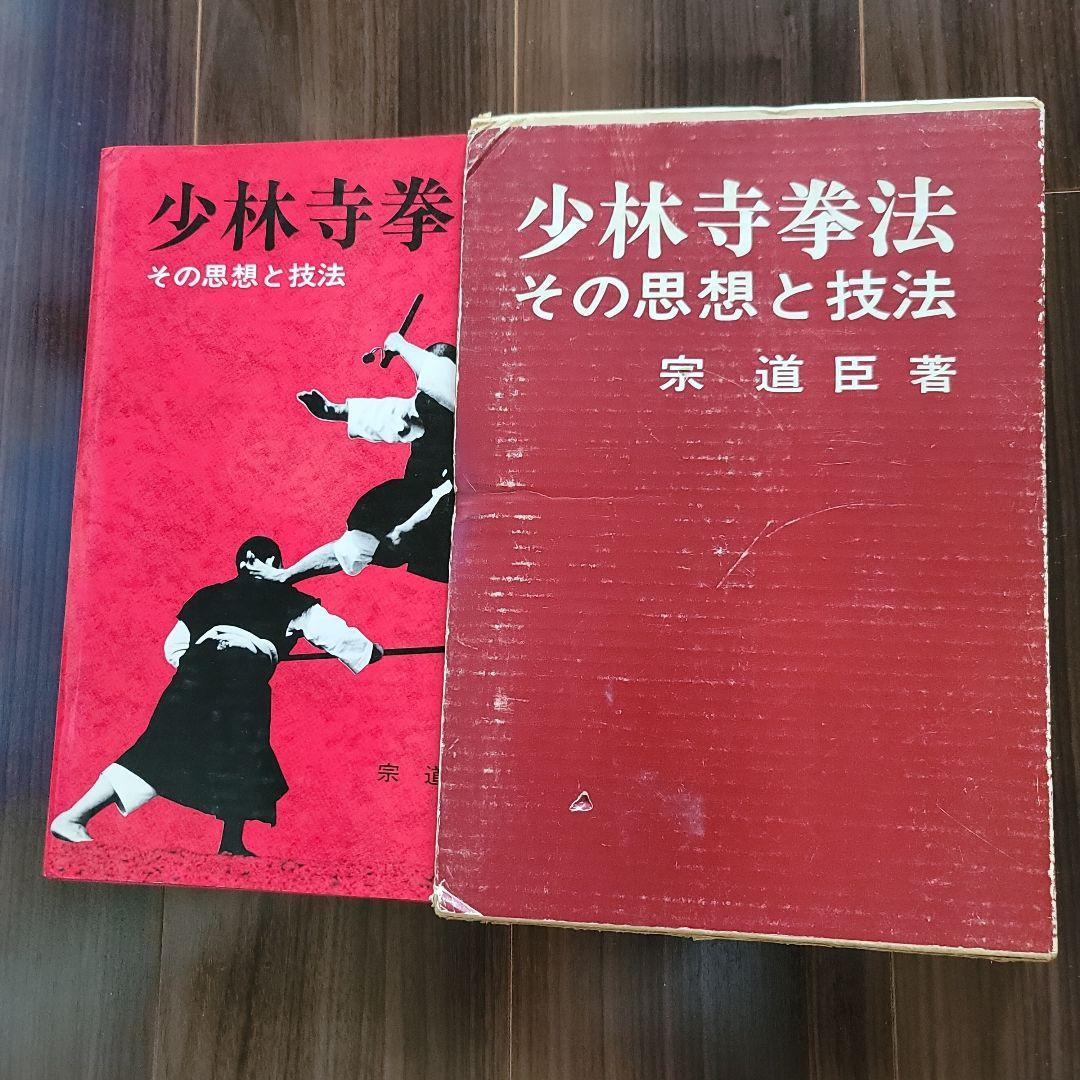 少林寺拳
その思想と技法
宗 道
少林寺拳法
その思想と技法
宗 道臣 著